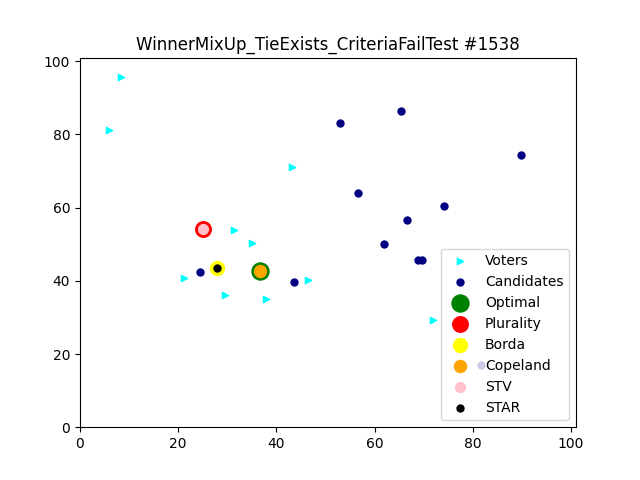 WinnerMixUp_TieExists_CriteriaFailTest #1538
100
80
60
40
20
0
Voters
Candidates
Optimal
Plurality
Borda
Copeland
STV
STAR
0 20 40 60 80 100